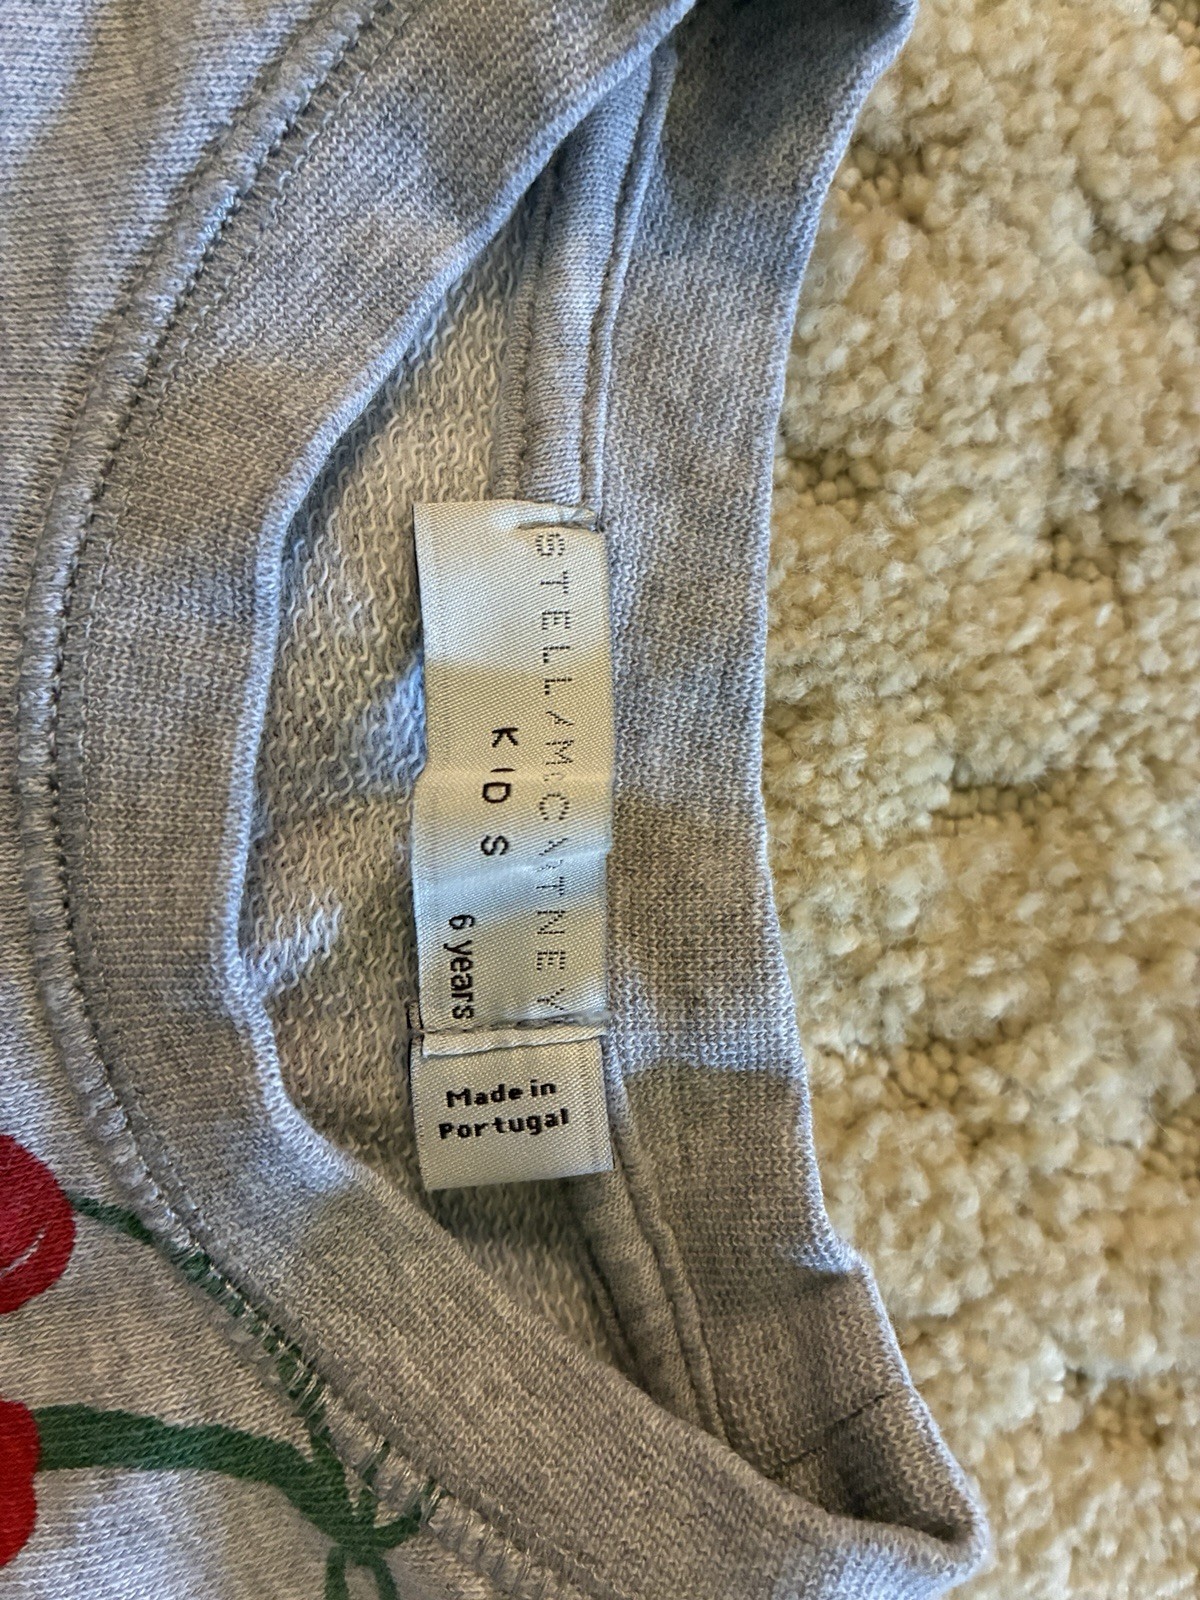 STELLA McCARTNEY
KIDS
6 years
Made in
Portugal